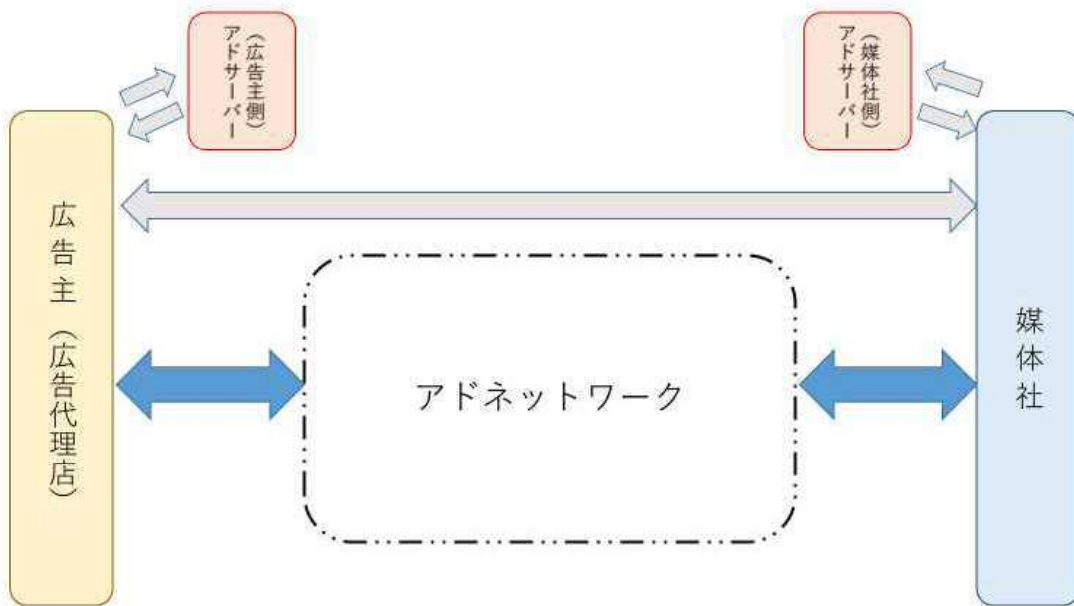 アドサーバー
（広告主側）
アドサーバー
（媒体社側）
広告主（広告代理店）
アドネットワーク
媒体社